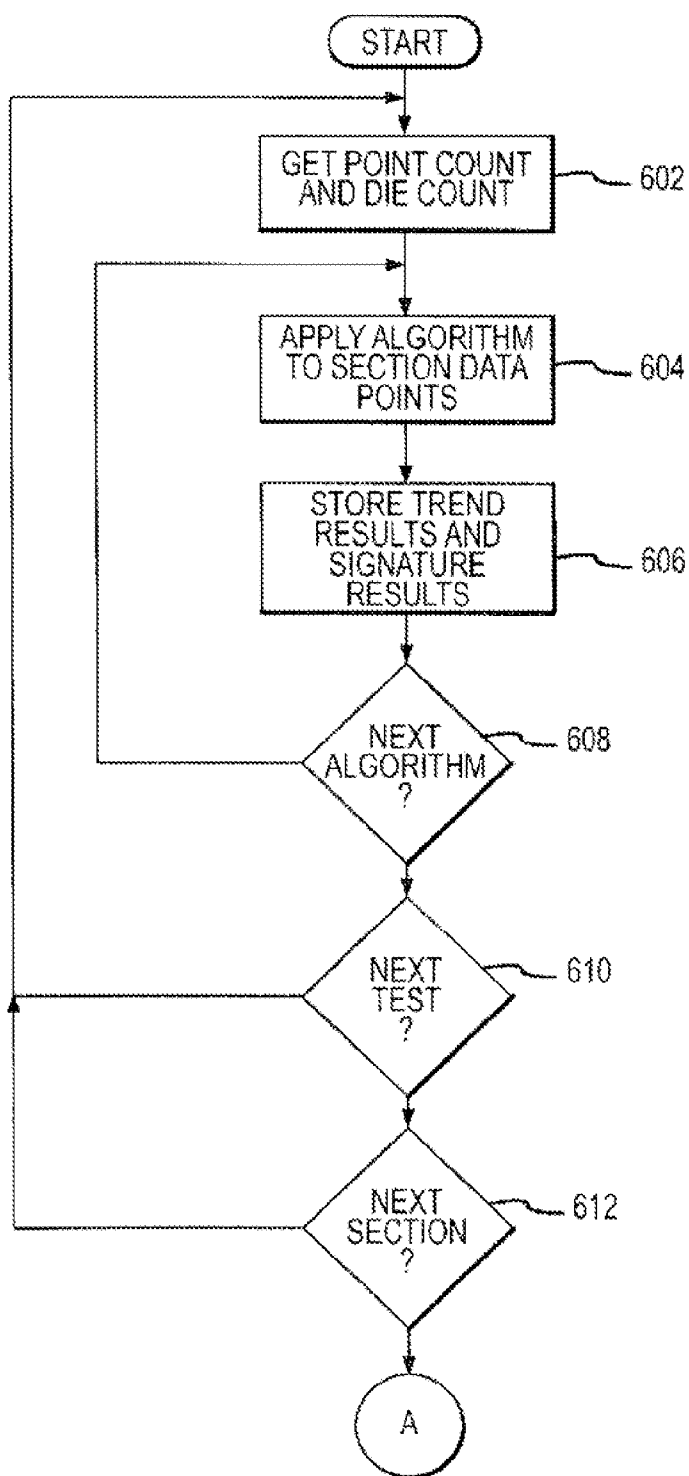 START
GET POINT COUNT
AND DIE COUNT
602
APPLY ALGORITHM
TO SECTION DATA
POINTS
604
STORE TREND
RESULTS AND
SIGNATURE
RESULTS
606
NEXT
ALGORITHM
?
608
NEXT
TEST
?
610
NEXT
SECTION
?
612
A